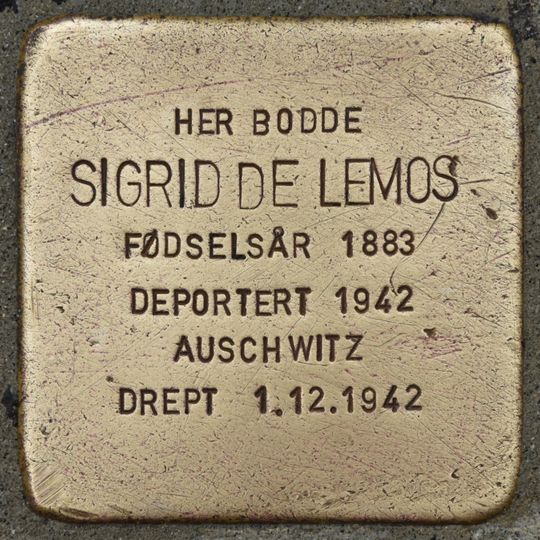 HER BODDE
SIGRID DE LEMOS
FØDSELSÅR 1883
DEPORTERT 1942
AUSCHWITZ
DREPT 1.12.1942